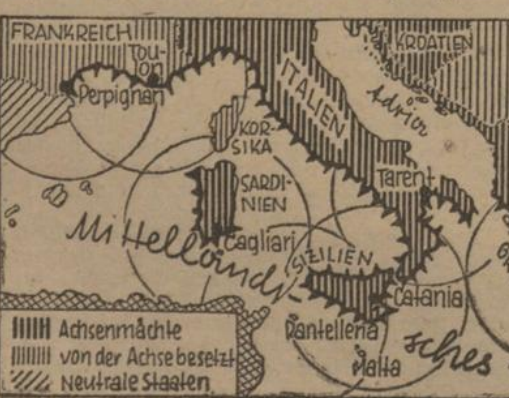 FRANKREICH
Tou-
lon
Perpignan
KROATIEN
Adria
ITALIEN
KOR-
SIKA
Tarent
SARDI-
NIEN
Mittelländi-
sches
Cagliari
SIZILIEN
Catania
Pantelleria
Malta
Achsenmächte
von der Achse besetzt
Neutrale Staaten